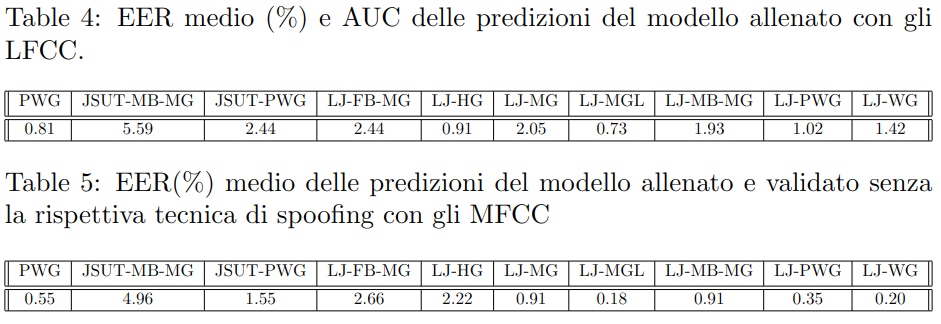 Table 4: EER medio (%) e AUC delle predizioni del modello allenato con gli
LFCC.
PWG JSUT-MB-MG JSUT-PWG LJ-FB-MG LJ-HG LJ-MG LJ-MGL LJ-MB-MG LJ-PWG LJ-WG
0.81 5.59 2.44 2.44 0.91 2.05 0.73 1.93 1.02 1.42
Table 5: EER(%) medio delle predizioni del modello allenato e validato senza
la rispettiva tecnica di spoofing con gli MFCC
PWG JSUT-MB-MG JSUT-PWG LJ-FB-MG LJ-HG LJ-MG LJ-MGL LJ-MB-MG LJ-PWG LJ-WG
0.55 4.96 1.55 2.66 2.22 0.91 0.18 0.91 0.35 0.20